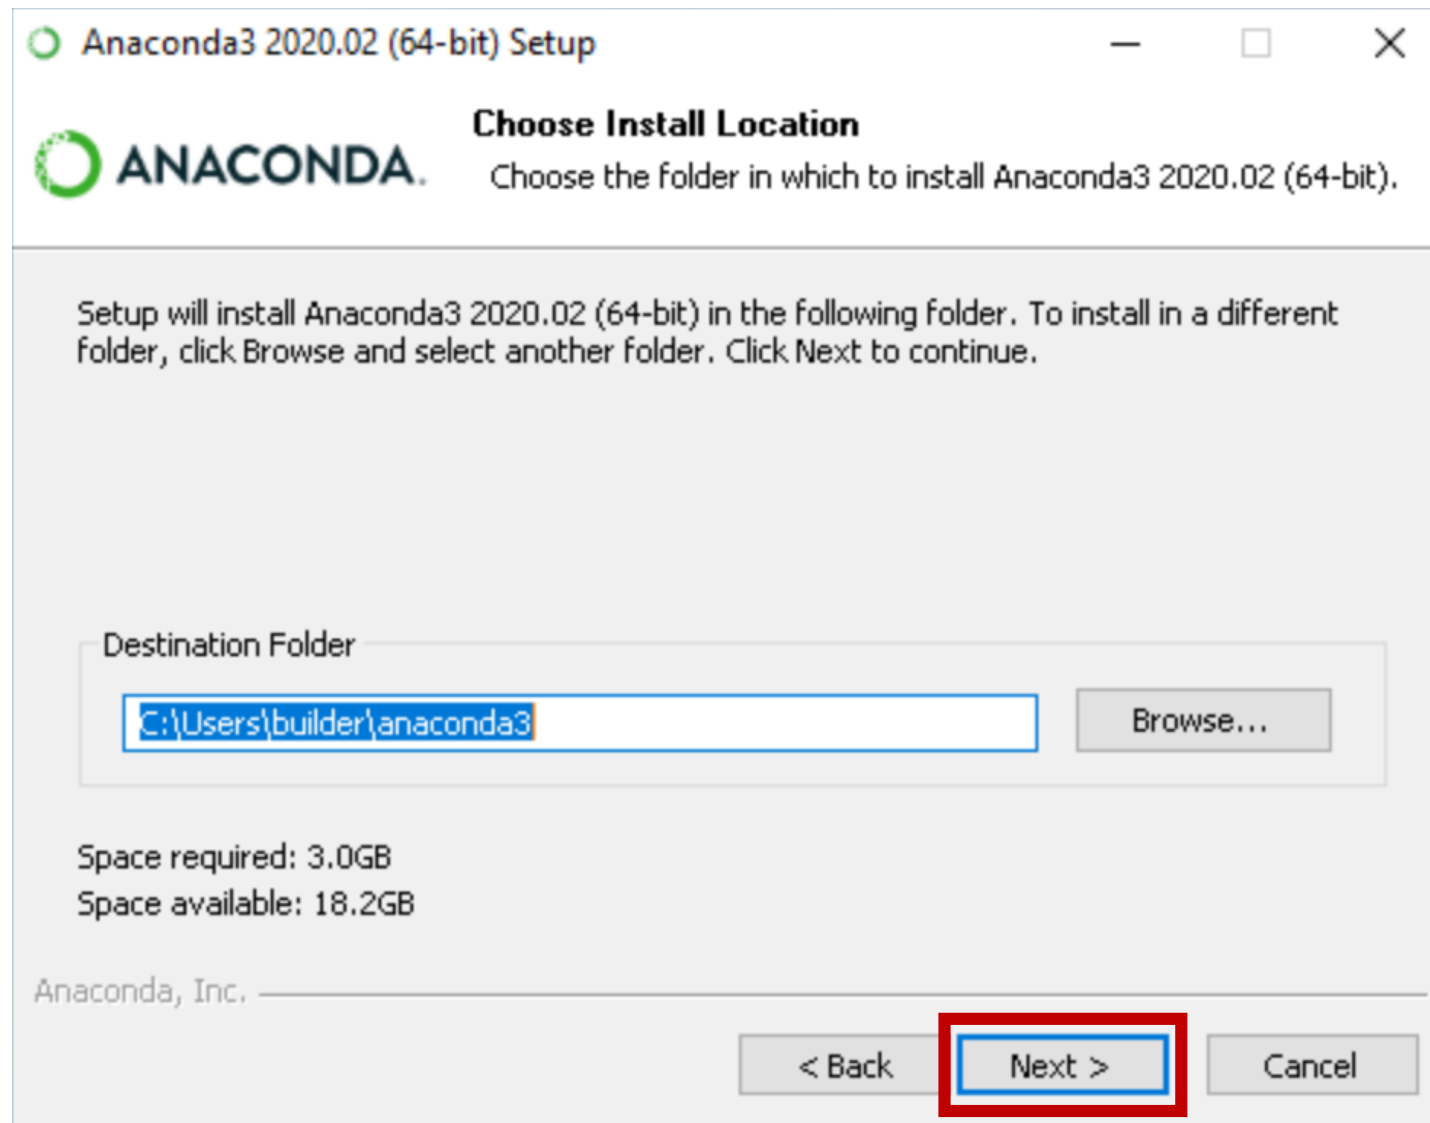 Anaconda3 2020.02 (64-bit) Setup
ANACONDA.
Choose Install Location
Choose the folder in which to install Anaconda3 2020.02 (64-bit).
Setup will install Anaconda3 2020.02 (64-bit) in the following folder. To install in a different
folder, click Browse and select another folder. Click Next to continue.
Destination Folder
C:\Users\builder\anaconda3
Browse...
Space required: 3.0GB
Space available: 18.2GB
Anaconda, Inc.
< Back
Next >
Cancel